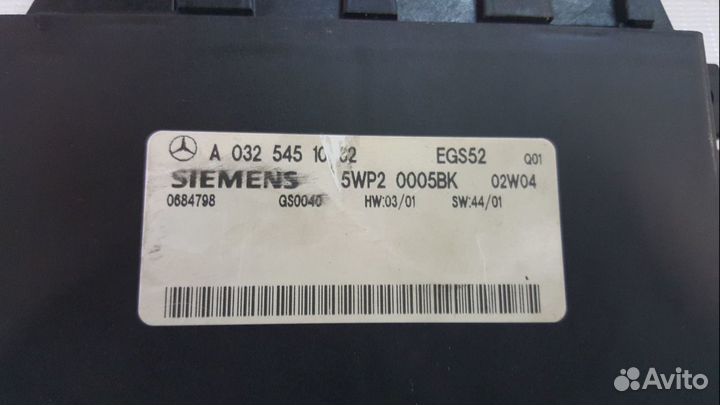 A 032 545 10 32 EGS52 Q01
SIEMENS 5WP2 0005BK 02W04
0684798 GS0040 HW:03/01 SW:44/01
Avito